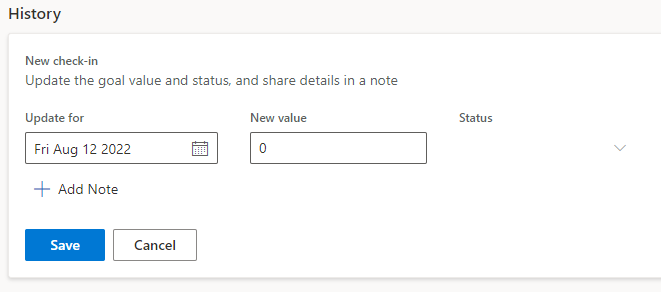 History
New check-in
Update the goal value and status, and share details in a note
Update for New value Status
Fri Aug 12 2022 0
Add Note
Save Cancel